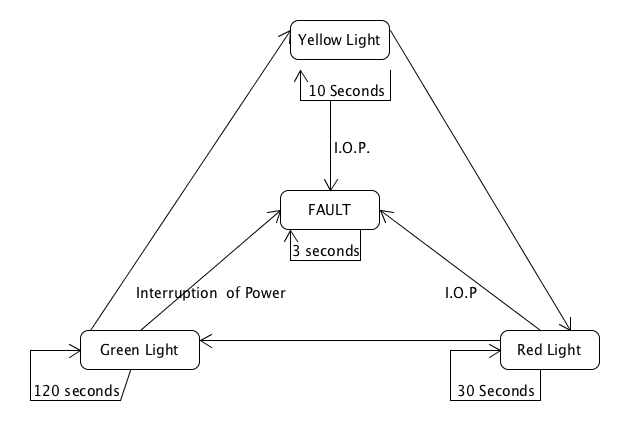 Yellow Light
10 Seconds
I.O.P.
FAULT
3 seconds
Interruption of Power
I.O.P
Green Light
Red Light
120 seconds
30 Seconds